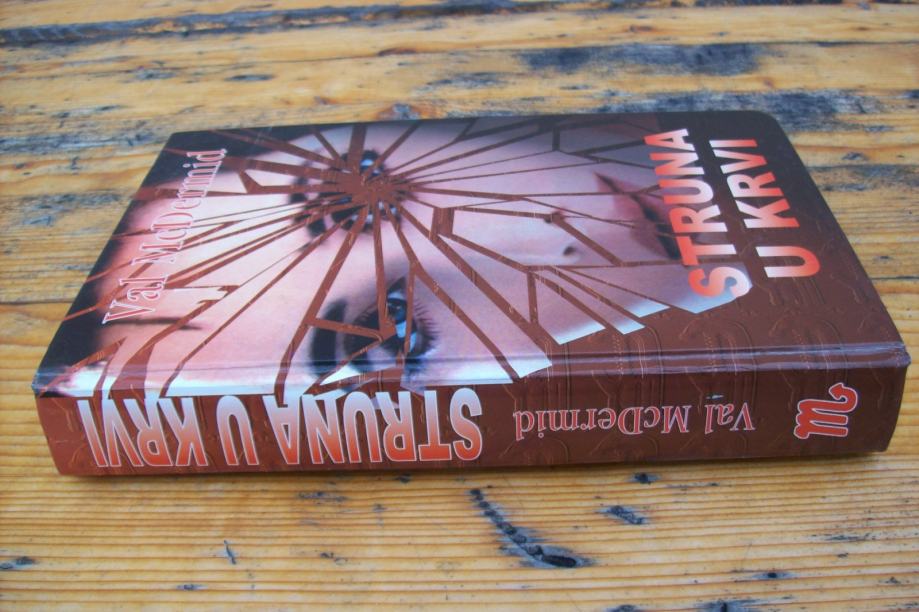 Val McDermid
STRUNA
U KRVI
STRUNA U KRVI
Val McDermid
m